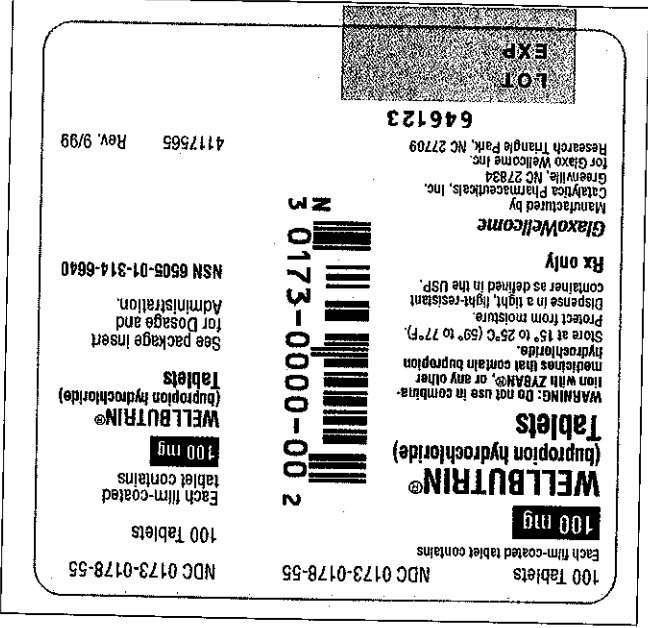 100 Tablets NDC 0173-0178-55
Each film-coated tablet contains
100 mg
WELLBUTRIN®
(bupropion hydrochloride)
Tablets
WARNING: Do not use in combina-
tion with ZYBAN®, or any other
medicines that contain bupropion
hydrochloride.
Store at 15° to 25°C (59° to 77°F).
Protect from moisture.
Dispense in a tight, light-resistant
container as defined in the USP.
Rx only
GlaxoWellcome
Manufactured by
Catalytica Pharmaceuticals, Inc.
Greenville, NC 27834
for Glaxo Wellcome Inc.
Research Triangle Park, NC 27709
646123
LOT
EXP
N
3 0173-0000-00 2
NDC 0173-0178-55
100 Tablets
Each film-coated
tablet contains
100 mg
WELLBUTRIN®
(bupropion hydrochloride)
Tablets
See package insert
for Dosage and
Administration.
NSN 6505-01-314-6640
4117565 Rev. 9/99